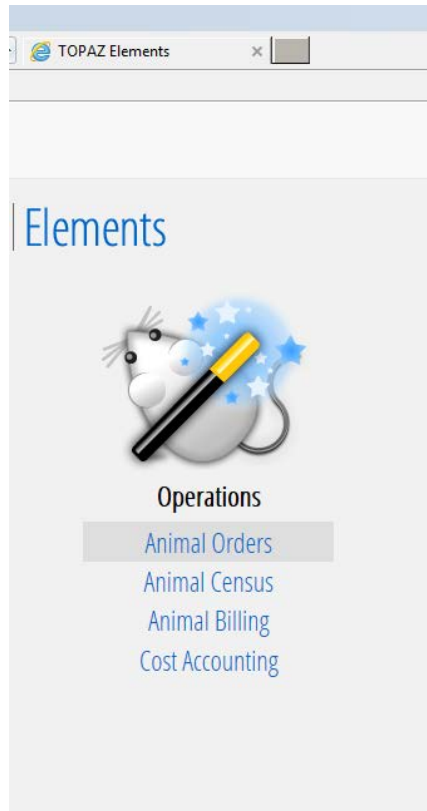 TOPAZ Elements
Elements
Operations
Animal Orders
Animal Census
Animal Billing
Cost Accounting